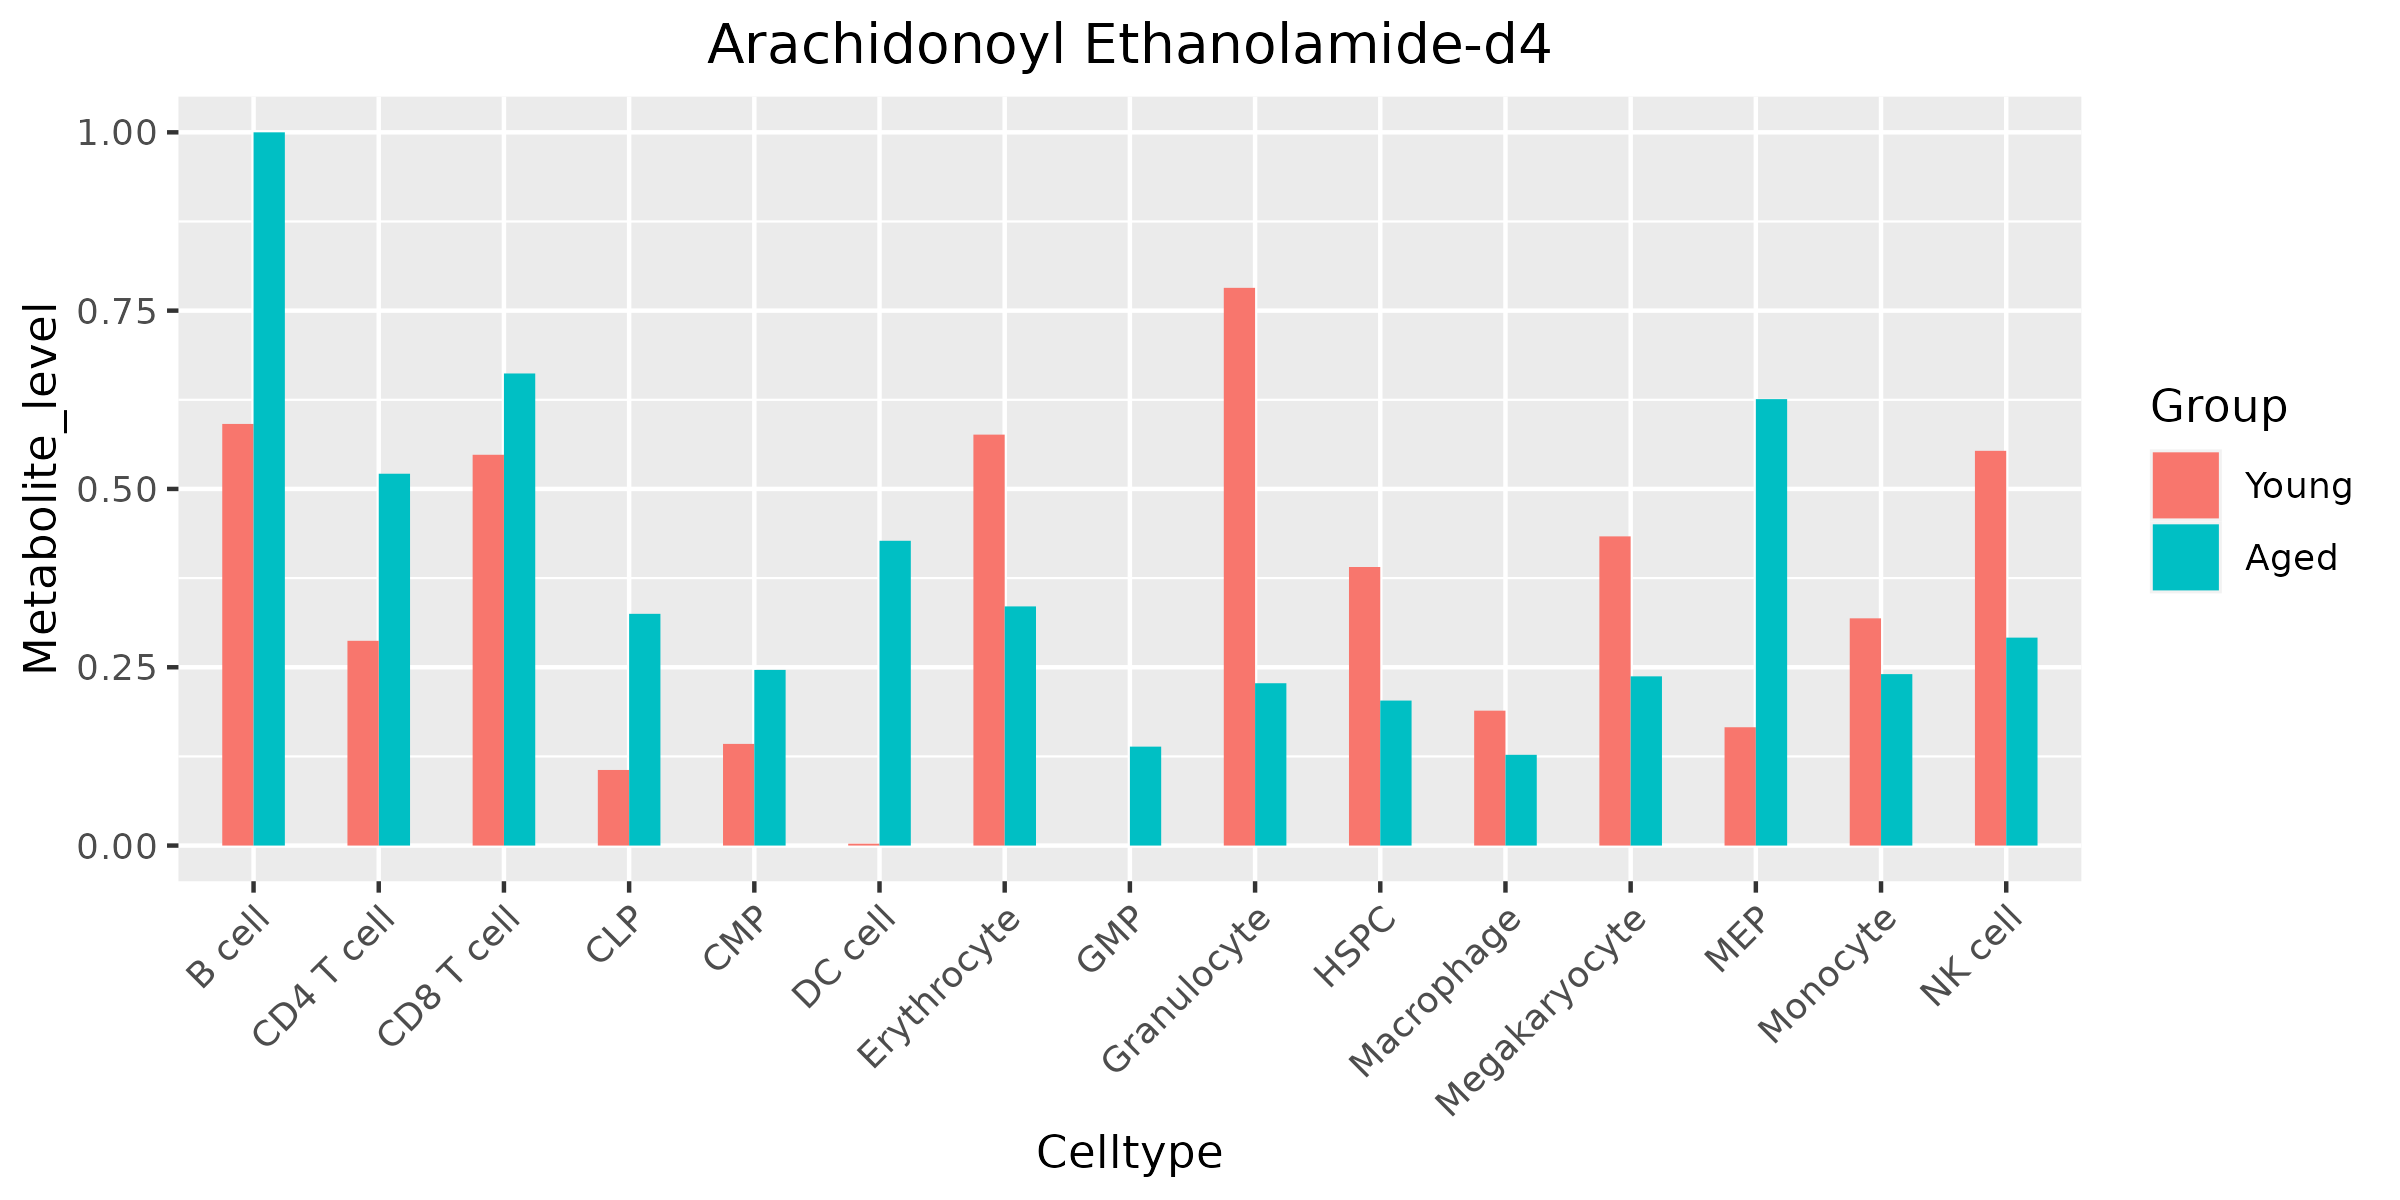 Arachidonoyl Ethanolamide-d4
Metabolite_level
1.00
0.75
0.50
0.25
0.00
B cell
CD4 T cell
CD8 T cell
CLP
CMP
DC cell
Erythrocyte
GMP
Granulocyte
HSPC
Macrophage
Megakaryocyte
MEP
Monocyte
NK cell
Celltype
Group
Young
Aged